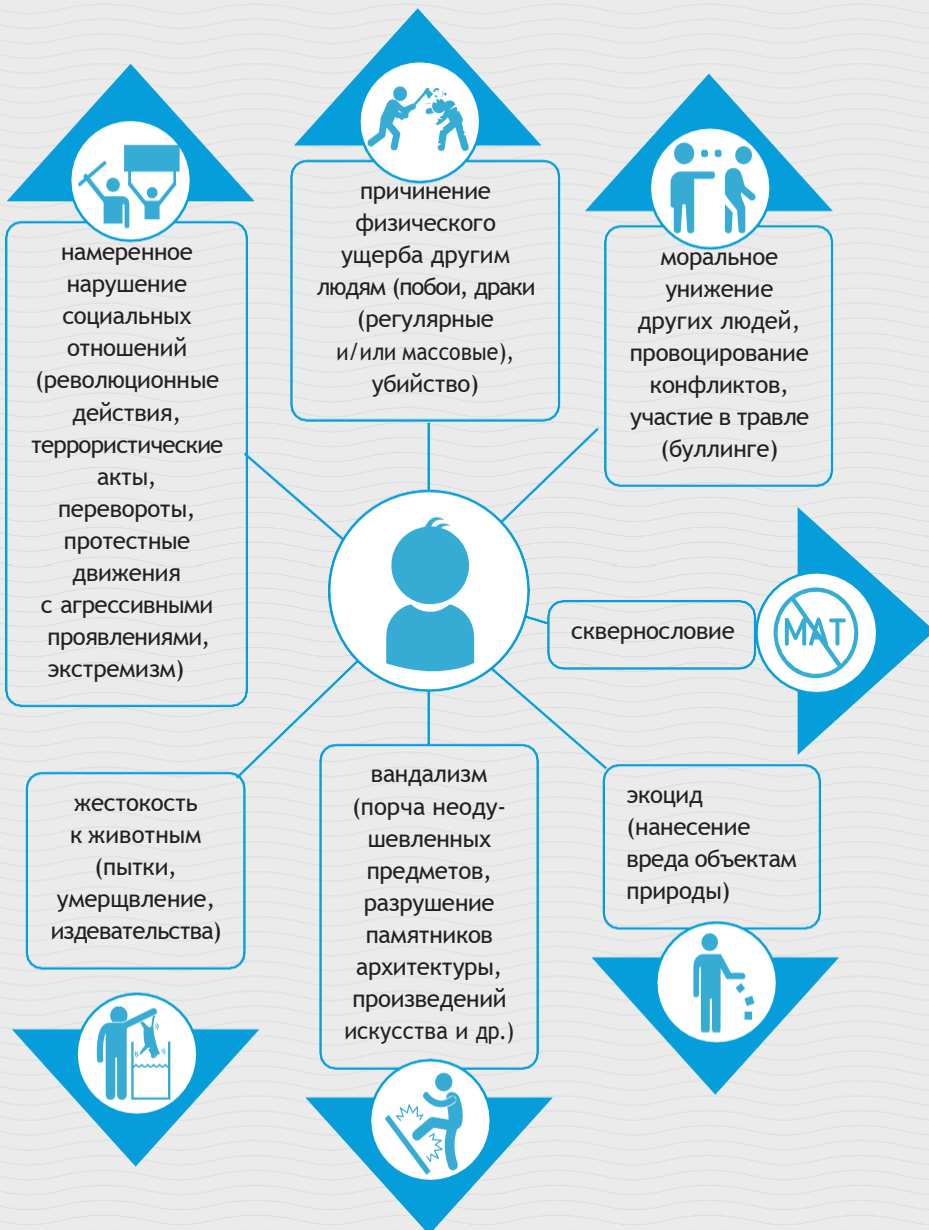 намеренное
нарушение
социальных
отношений
(революционные
действия,
террористические
акты,
перевороты,
протестные
движения
с агрессивными
проявлениями,
экстремизм)
причинение
физического
ущерба другим
людям (побои, драки
(регулярные
и/или массовые),
убийство)
моральное
унижение
других людей,
провоцирование
конфликтов,
участие в травле
(буллинге)
сквернословие
МАТ
жестокость
к животным
(пытки,
умерщвление,
издевательства)
вандализм
(порча неоду-
шевленных
предметов,
разрушение
памятников
архитектуры,
произведений
искусства и др.)
экоцид
(нанесение
вреда объектам
природы)